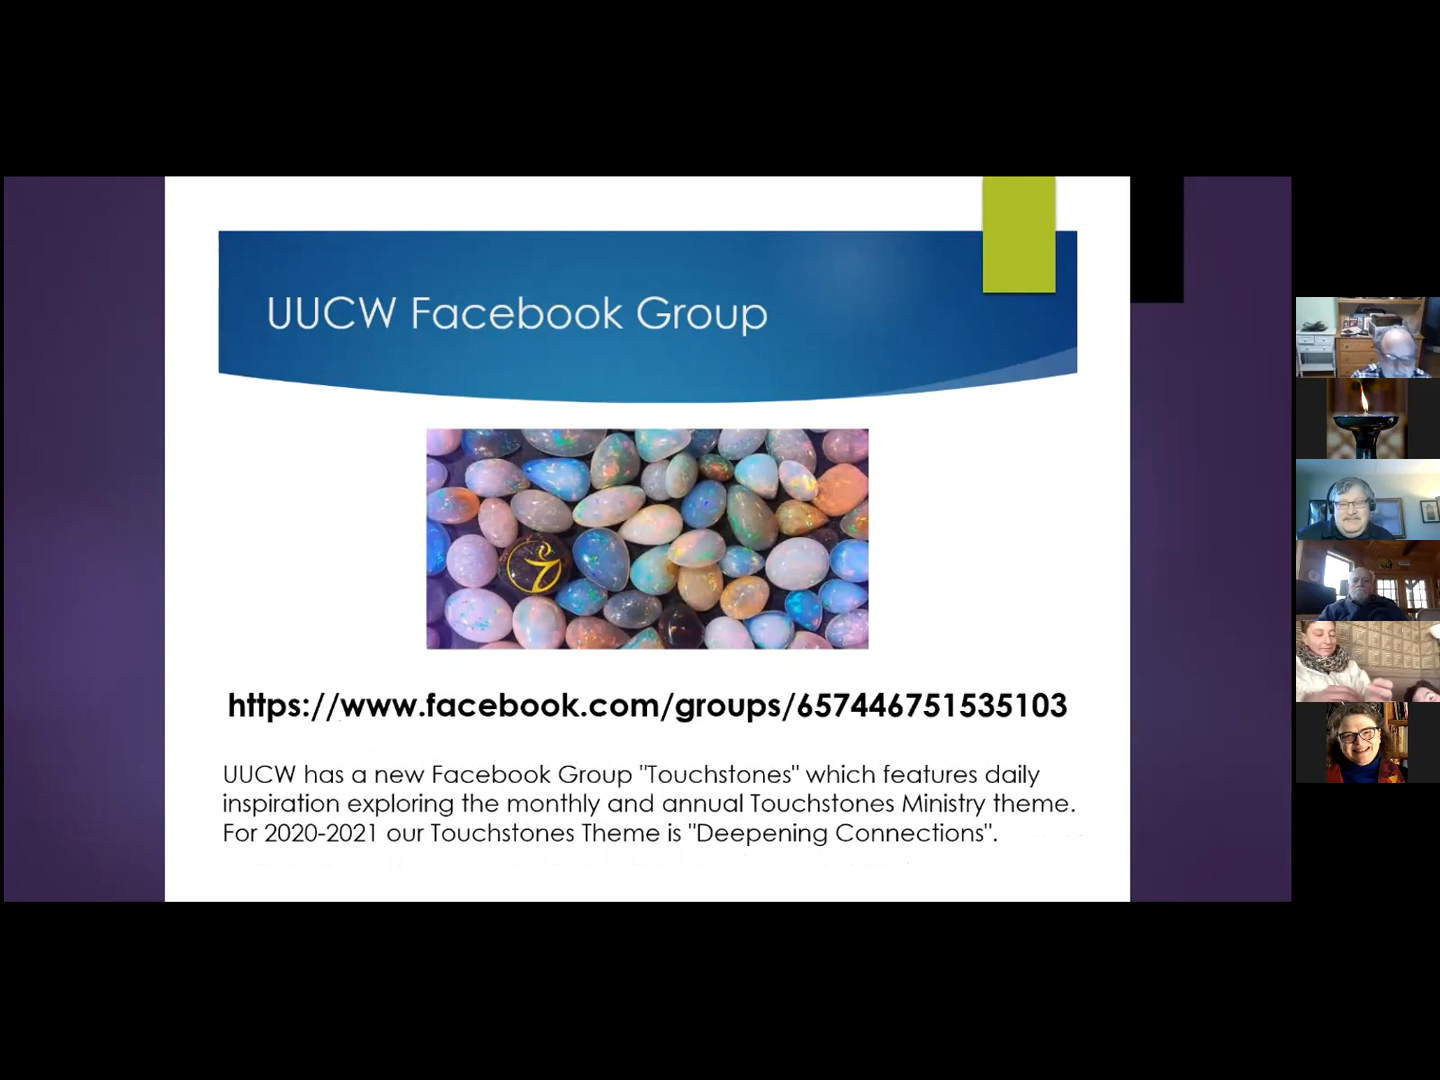 UUCW Facebook Group
https://www.facebook.com/groups/657446751535103
UUCW has a new Facebook Group "Touchstones" which features daily
inspiration exploring the monthly and annual Touchstones Ministry theme.
For 2020-2021 our Touchstones Theme is "Deepening Connections".